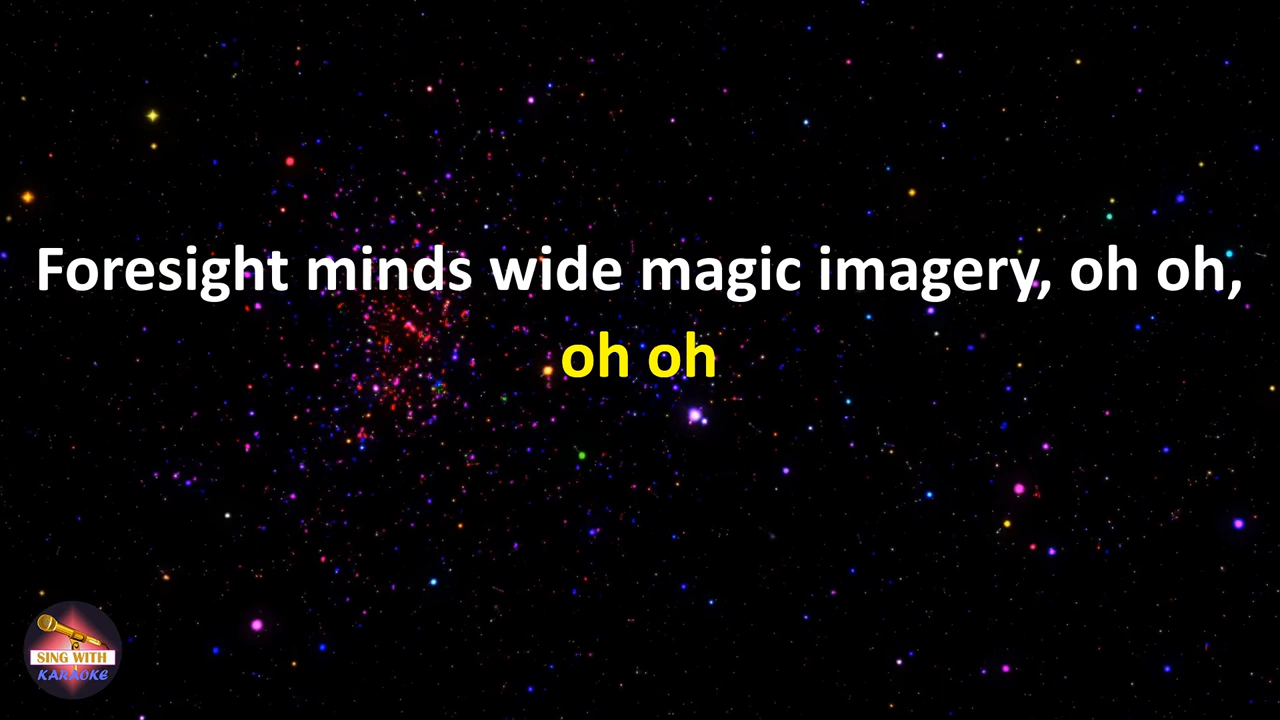 Foresight minds wide magic imagery, oh oh,
oh oh
SING WITH
KARAOKE